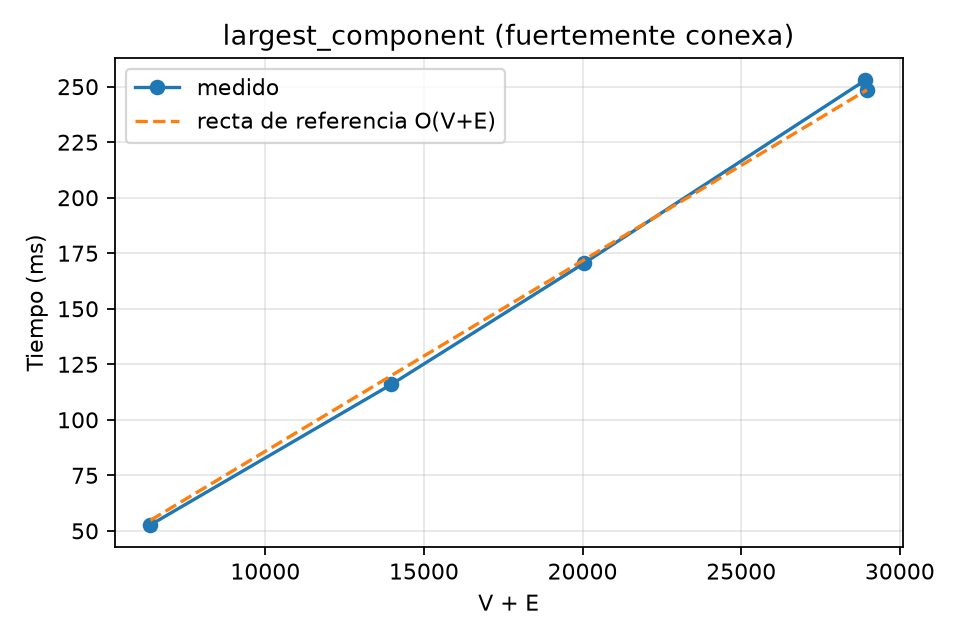 largest_component (fuertemente conexa)
medido
recta de referencia O(V+E)
Tiempo (ms)
250
225
200
175
150
125
100
75
50
10000 15000 20000 25000 30000
V + E